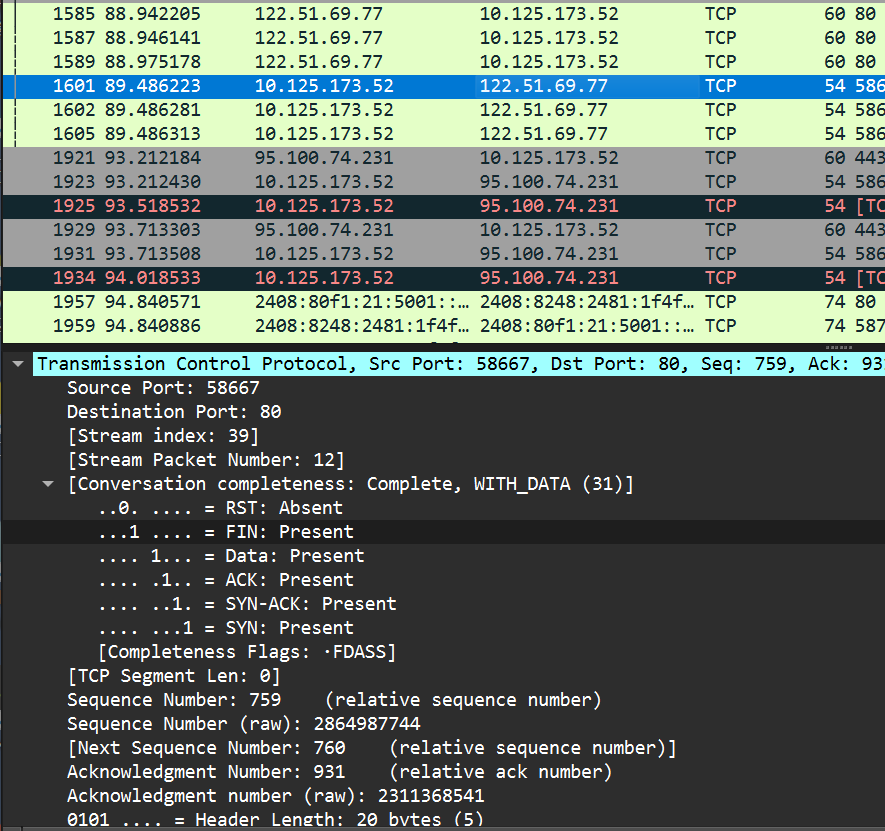 1585 88.942205 122.51.69.77 10.125.173.52 TCP 60 80
1587 88.946141 122.51.69.77 10.125.173.52 TCP 60 80
1589 88.975178 122.51.69.77 10.125.173.52 TCP 60 80
1601 89.486223 10.125.173.52 122.51.69.77 TCP 54 586
1602 89.486281 10.125.173.52 122.51.69.77 TCP 54 586
1605 89.486313 10.125.173.52 122.51.69.77 TCP 54 586
1921 93.212184 95.100.74.231 10.125.173.52 TCP 60 443
1923 93.212430 10.125.173.52 95.100.74.231 TCP 54 586
1925 93.518532 10.125.173.52 95.100.74.231 TCP 54 [TC
1929 93.713303 95.100.74.231 10.125.173.52 TCP 60 443
1931 93.713508 10.125.173.52 95.100.74.231 TCP 54 586
1934 94.018533 10.125.173.52 95.100.74.231 TCP 54 [TC
1957 94.840571 2408:80f1:21:5001::… 2408:8248:2481:1f4f… TCP 74 80
1959 94.840886 2408:8248:2481:1f4f… 2408:80f1:21:5001::… TCP 74 587
Transmission Control Protocol, Src Port: 58667, Dst Port: 80, Seq: 759, Ack: 931
Source Port: 58667
Destination Port: 80
[Stream index: 39]
[Stream Packet Number: 12]
[Conversation completeness: Complete, WITH_DATA (31)]
..0. .... = RST: Absent
...1 .... = FIN: Present
.... 1... = Data: Present
.... .1.. = ACK: Present
.... ..1. = SYN-ACK: Present
.... ...1 = SYN: Present
[Completeness Flags: ·FDASS]
[TCP Segment Len: 0]
Sequence Number: 759 (relative sequence number)
Sequence Number (raw): 2864987744
[Next Sequence Number: 760 (relative sequence number)]
Acknowledgment Number: 931 (relative ack number)
Acknowledgment number (raw): 2311368541
0101 .... = Header Length: 20 bytes (5)